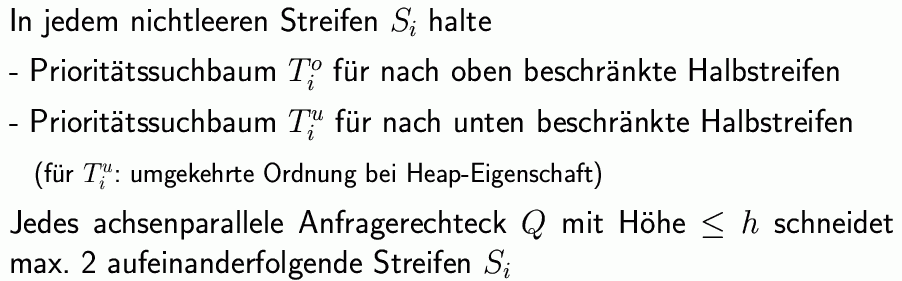 In jedem nichtleeren Streifen $S_i$ halte
- Prioritätssuchbaum $T_i^o$ für nach oben beschränkte Halbstreifen
- Prioritätssuchbaum $T_i^u$ für nach unten beschränkte Halbstreifen
(für $T_i^u$: umgekehrte Ordnung bei Heap-Eigenschaft)
Jedes achsenparallele Anfragerechteck $Q$ mit Höhe $\leq h$ schneidet
max. 2 aufeinanderfolgende Streifen $S_i$